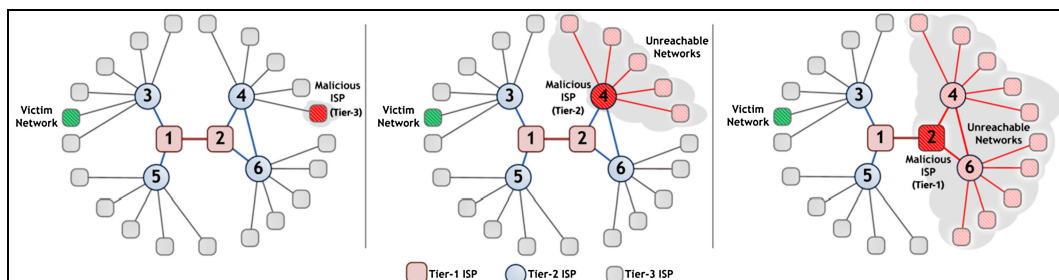 3
4
Malicious
ISP
(Tier-3)
Victim
Network
1
2
5
6
Unreachable
Networks
Malicious
ISP
(Tier-2)
4
3
Victim
Network
1
2
5
6
3
4
Victim
Network
Unreachable
Networks
1
2
Malicious
ISP
(Tier-1)
5
6
Tier-1 ISP
Tier-2 ISP
Tier-3 ISP